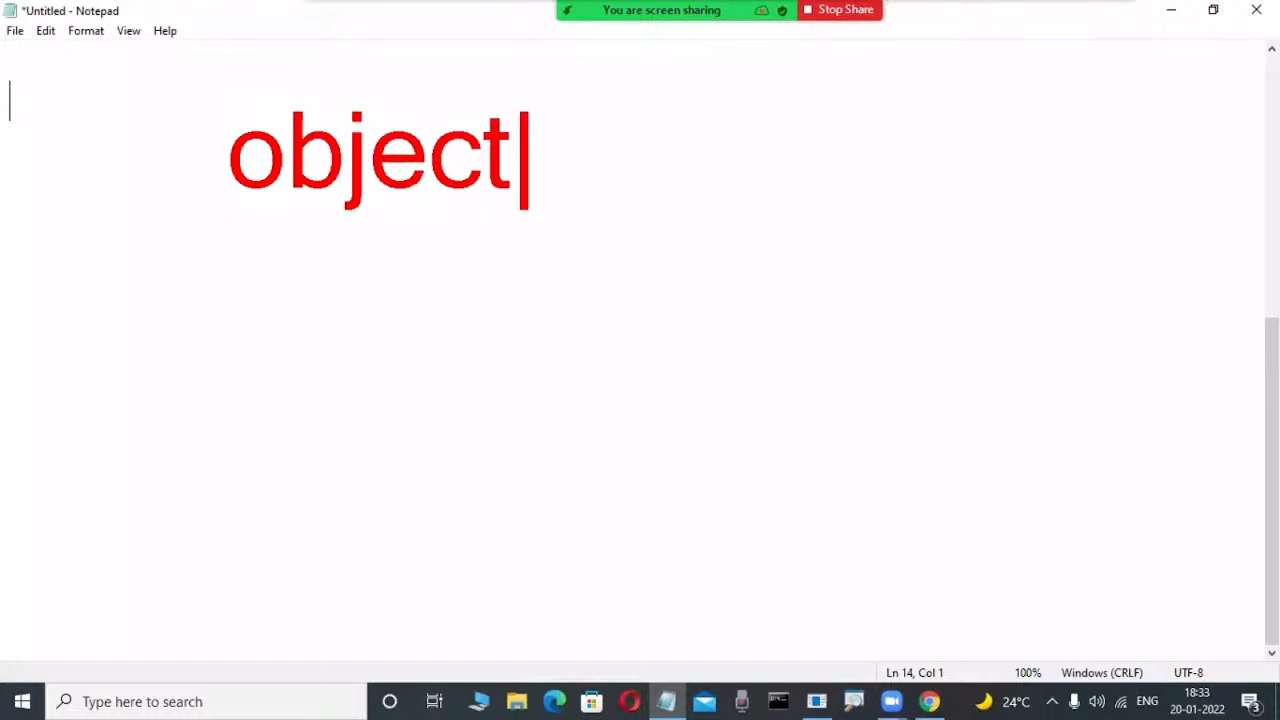 *Untitled - Notepad
You are screen sharing
Stop Share
File Edit Format View Help
object
Ln 14, Col 1 100% Windows (CRLF) UTF-8
Type here to search
24°C
ENG
18:33
20-01-2022
3